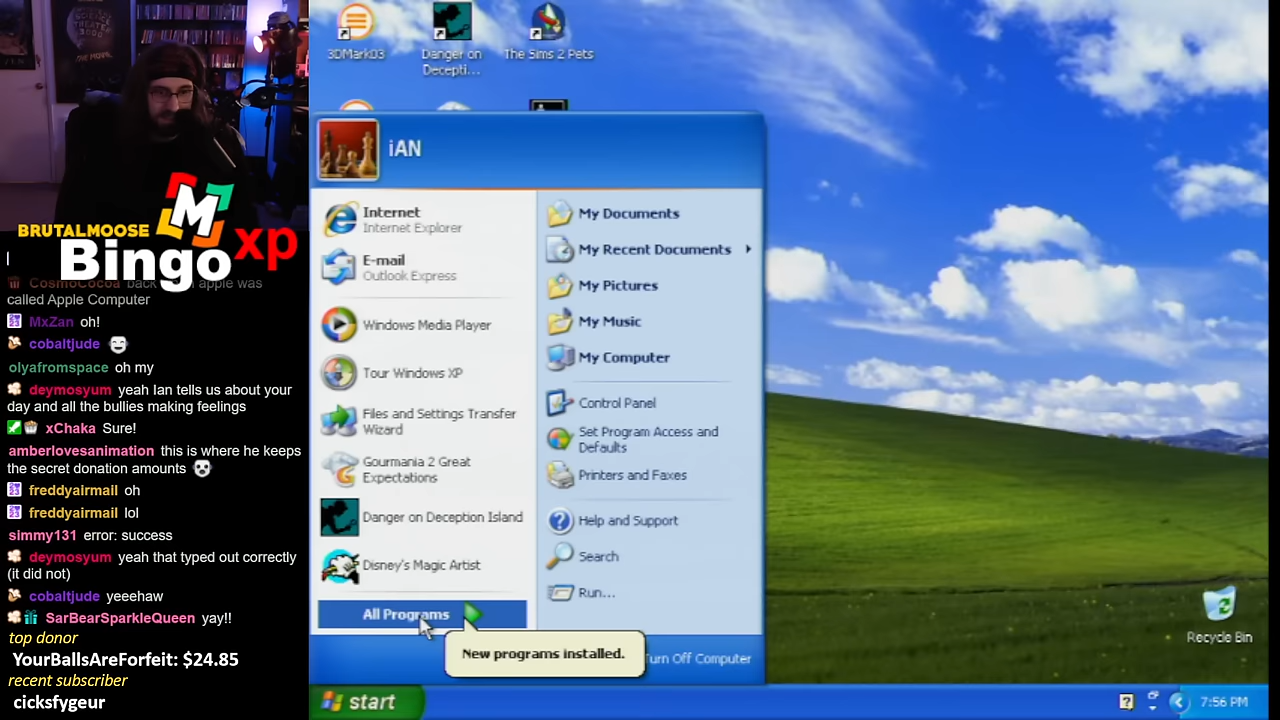 BRUTALMOOSE
M
Bingo xp
CosmoCocoa back apple was
called Apple Computer
MxZan oh!
cobaltjude
olyafromspace oh my
deymosyum yeah Ian tells us about your
day and all the bullies making feelings
xChaka Sure!
amberlovesanimation this is where he keeps
the secret donation amounts
freddyairmail oh
freddyairmail lol
simmy131 error: success
deymosyum yeah that typed out correctly
(it did not)
cobaltjude yeeehaw
SarBearSparkleQueen yay!!
top donor
YourBallsAreForfeit: $24.85
recent subscriber
cicksfygeur
3DMark03
Danger on
Decepti...
The Sims 2 Pets
iAN
Internet
Internet Explorer
E-mail
Outlook Express
Windows Media Player
Tour Windows XP
Files and Settings Transfer
Wizard
Gourmania 2 Great
Expectations
Danger on Deception Island
Disney's Magic Artist
All Programs
My Documents
My Recent Documents
My Pictures
My Music
My Computer
Control Panel
Set Program Access and
Defaults
Printers and Faxes
Help and Support
Search
Run...
New programs installed.
Turn Off Computer
Recycle Bin
start
7:56 PM